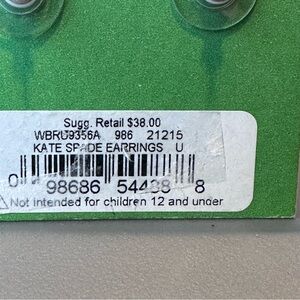 Sugg. Retail $38.00
WBRU9356A 986 21215
KATE SPADE EARRINGS U
0 98686 54438 8
Not intended for children 12 and under